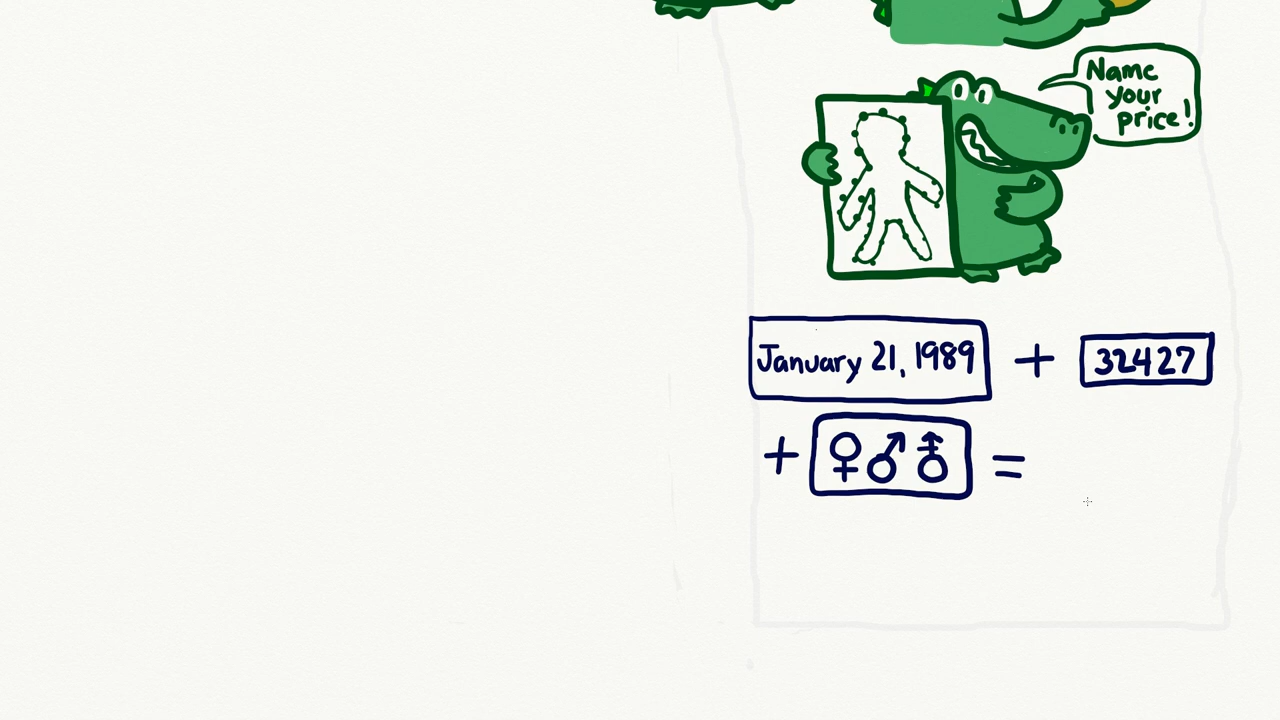 Name
your
price!
January 21, 1989 + 32427
+ ♀♂⚨ =